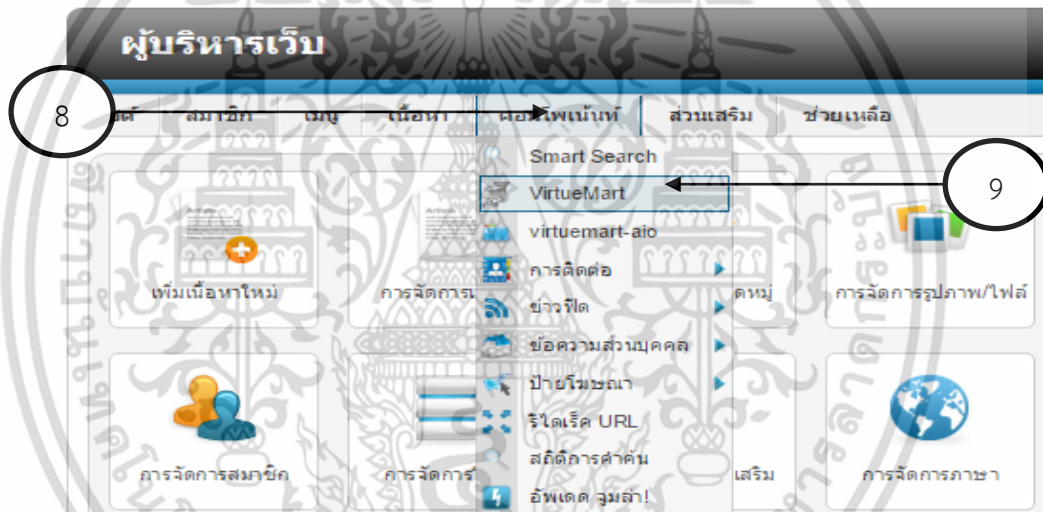 ผู้บริหารเว็บ
8
สมาชิก เมนู เนื้อหา คอมโพเน้นท์ ส่วนเสริม ช่วยเหลือ
Smart Search
VirtueMart
9
virtuemart-aio
การติดต่อ
ข่าวฟีด
ข้อความส่วนบุคคล
ป้ายโฆษณา
รีไดเร็ค URL
สถิติการค้าค้น
อัพเดด จูมล่า!
เพิ่มเนื้อหาใหม่
การจัดการรูปภาพ/ไฟล์
การจัดการสมาชิก
เสริม
การจัดการภาษา